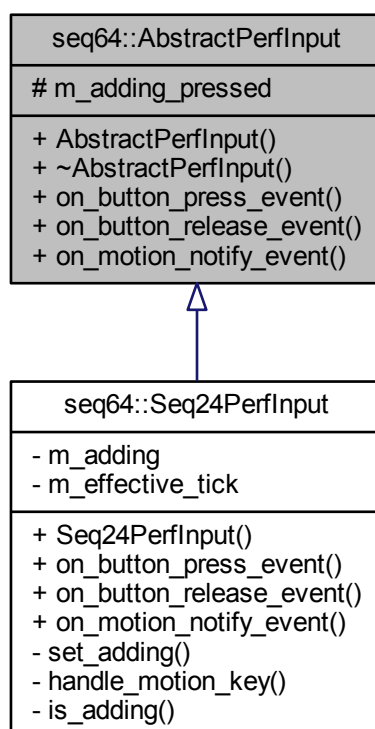 seq64::AbstractPerfInput
# m_adding_pressed
+ AbstractPerfInput()
+ ~AbstractPerfInput()
+ on_button_press_event()
+ on_button_release_event()
+ on_motion_notify_event()
seq64::Seq24PerfInput
- m_adding
- m_effective_tick
+ Seq24PerfInput()
+ on_button_press_event()
+ on_button_release_event()
+ on_motion_notify_event()
- set_adding()
- handle_motion_key()
- is_adding()